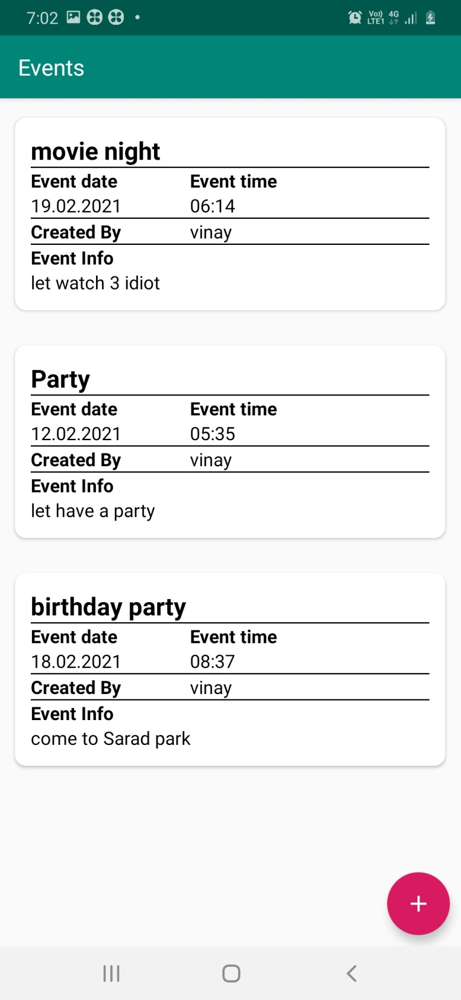 7:02 Vo)) LTE1 4G
Events
movie night
Event date Event time
19.02.2021 06:14
Created By vinay
Event Info
let watch 3 idiot
Party
Event date Event time
12.02.2021 05:35
Created By vinay
Event Info
let have a party
birthday party
Event date Event time
18.02.2021 08:37
Created By vinay
Event Info
come to Sarad park
+